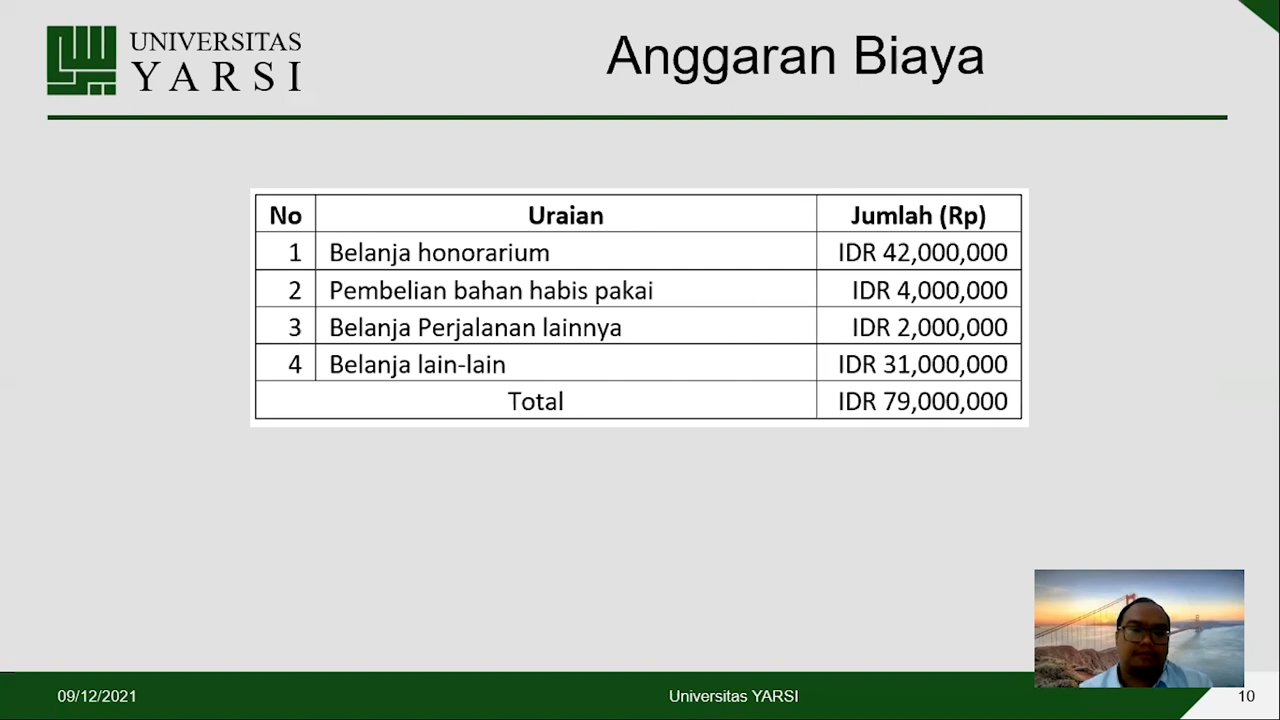 UNIVERSITAS
YARSI
Anggaran Biaya
No Uraian Jumlah (Rp)
1 Belanja honorarium IDR 42,000,000
2 Pembelian bahan habis pakai IDR 4,000,000
3 Belanja Perjalanan lainnya IDR 2,000,000
4 Belanja lain-lain IDR 31,000,000
Total IDR 79,000,000
09/12/2021 Universitas YARSI 10